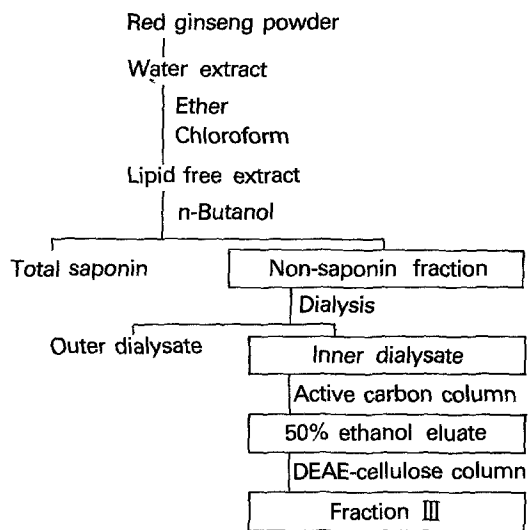 Red ginseng powder
Water extract
Ether
Chloroform
Lipid free extract
n-Butanol
Total saponin
Non-saponin fraction
Dialysis
Outer dialysate
Inner dialysate
Active carbon column
50% ethanol eluate
DEAE-cellulose column
Fraction Ⅲ